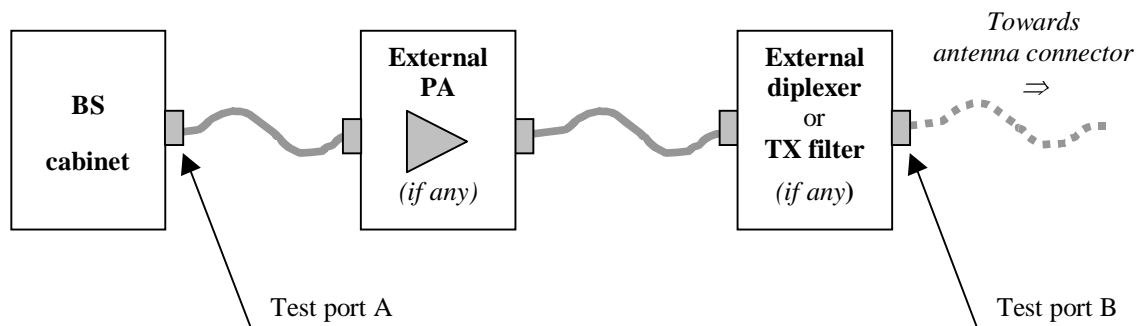 BS
cabinet
External
PA
(if any)
External
diplexer
or
TX filter
(if any)
Towards
antenna connector
⇒
Test port A
Test port B